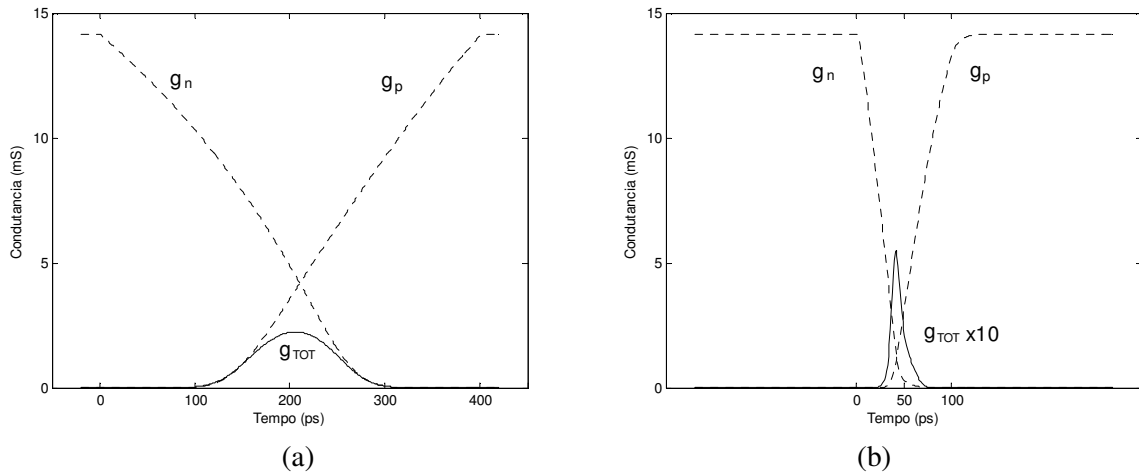 15
10
5
0
Condutancia (mS)
g n
g p
g TOT
0
100
200
300
400
Tempo (ps)
(a)
15
10
5
0
Condutancia (mS)
g n
g p
g TOT x10
0
50
100
Tempo (ps)
(b)